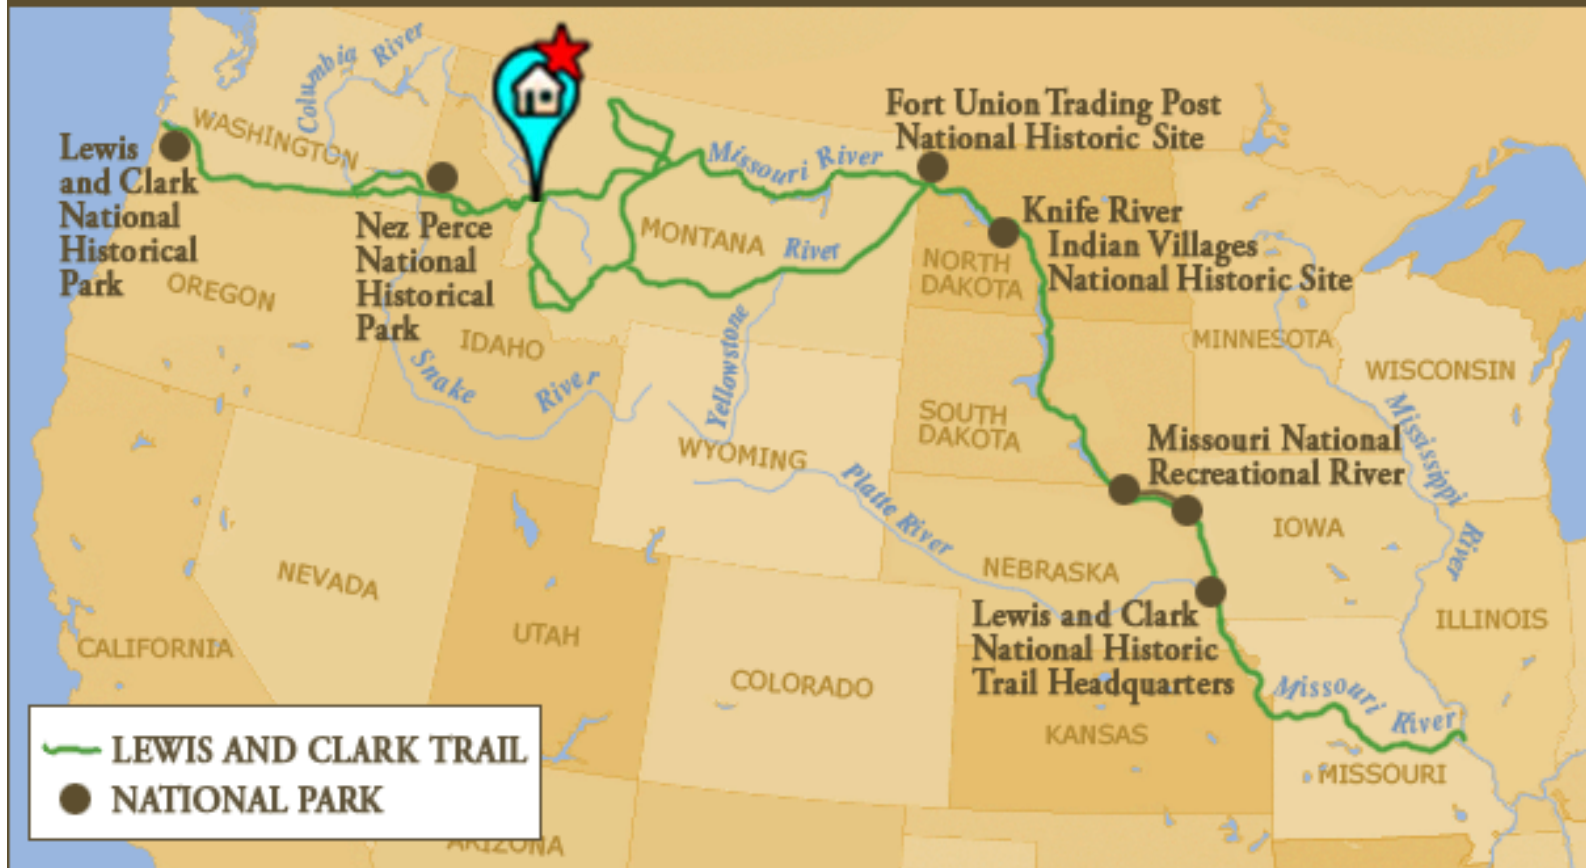 Columbia River
WASHINGTON
Lewis
and Clark
National
Historical
Park
OREGON
Nez Perce
National
Historical
Park
IDAHO
Snake River
Missouri River
MONTANA
River
Yellowstone
Fort Union Trading Post
National Historic Site
Knife River
Indian Villages
National Historic Site
NORTH
DAKOTA
MINNESOTA
WISCONSIN
SOUTH
DAKOTA
WYOMING
Mississippi River
Missouri National
Recreational River
Platte River
IOWA
NEBRASKA
NEVADA
Lewis and Clark
National Historic
Trail Headquarters
ILLINOIS
CALIFORNIA
UTAH
COLORADO
Missouri River
KANSAS
MISSOURI
LEWIS AND CLARK TRAIL
NATIONAL PARK
ARIZONA